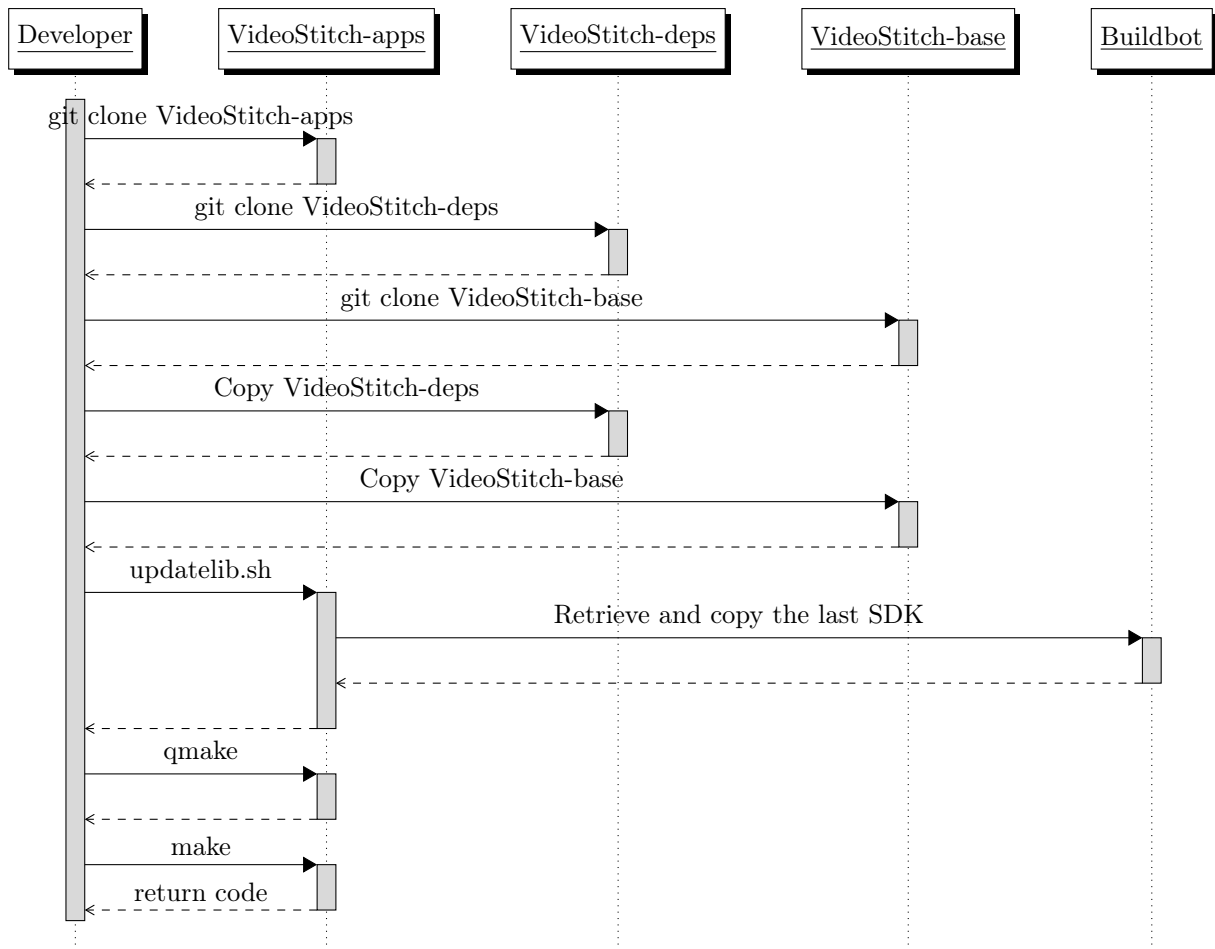 Developer
VideoStitch-apps
VideoStitch-deps
VideoStitch-base
Buildbot
git clone VideoStitch-apps
git clone VideoStitch-deps
git clone VideoStitch-base
Copy VideoStitch-deps
Copy VideoStitch-base
updatelib.sh
Retrieve and copy the last SDK
qmake
make
return code